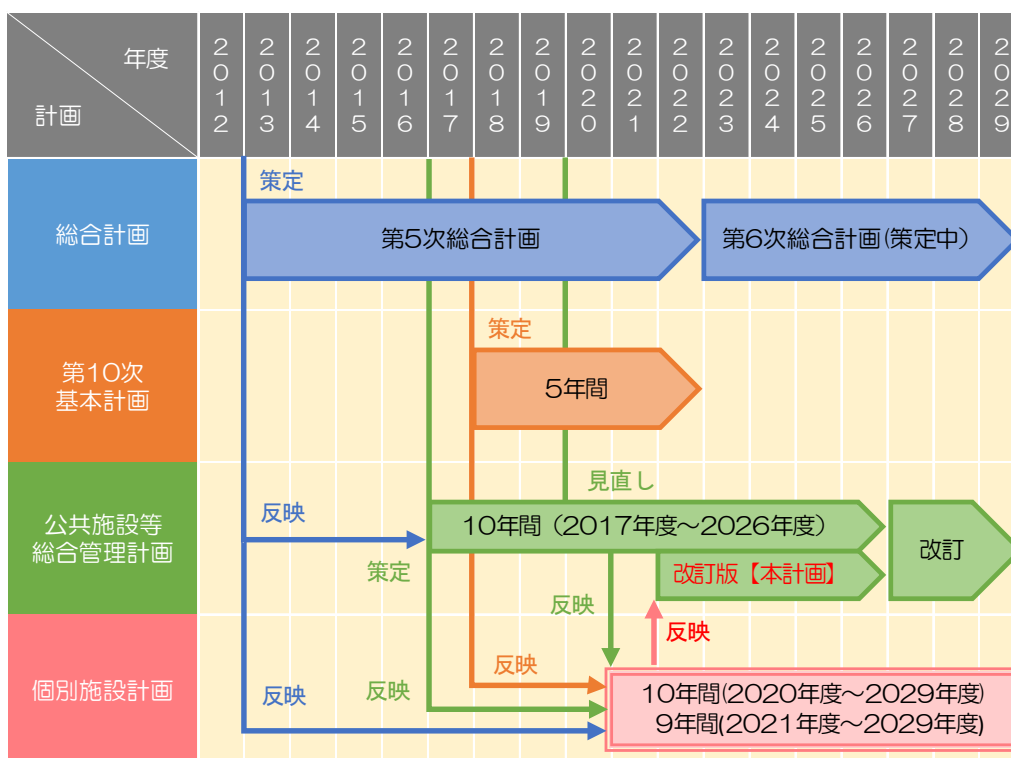 年度
計画
2012
2013
2014
2015
2016
2017
2018
2019
2020
2021
2022
2023
2024
2025
2026
2027
2028
2029
総合計画
策定
第5次総合計画
第6次総合計画(策定中)
第10次
基本計画
策定
5年間
公共施設等
総合管理計画
見直し
反映
10年間（2017年度～2026年度）
改訂
策定
改訂版【本計画】
反映
反映
個別施設計画
反映
反映
反映
10年間(2020年度～2029年度)
9年間(2021年度～2029年度)